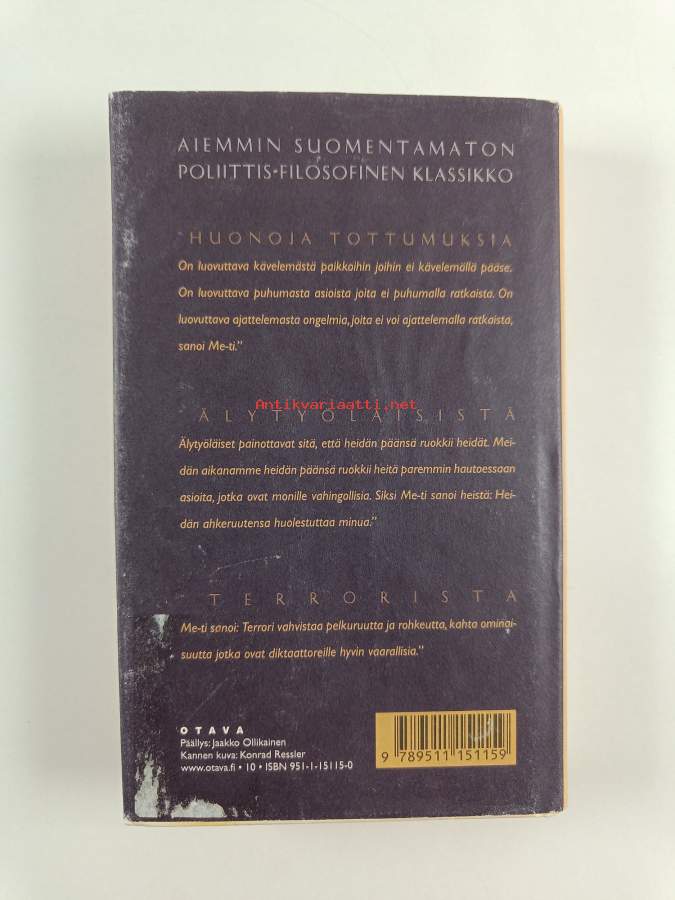 AIEMMIN SUOMENTAMATON
POLIITTIS-FILOSOFINEN KLASSIKKO
"HUONOJA TOTTUMUKSIA
On luovuttava kävelemästä paikkoihin joihin ei kävelemällä pääse.
On luovuttava puhumasta asioista joita ei puhumalla ratkaista. On
luovuttava ajattelemasta ongelmia, joita ei voi ajattelemalla ratkaista,
sanoi Me-ti."
Antikvariaatti.net
"ÄLYTYÖLÄISISTÄ
Älytyöläiset painottavat sitä, että heidän päänsä ruokkii heidät. Mei-
dän aikanamme heidän päänsä ruokkii heitä paremmin hautoessaan
asioita, jotka ovat monille vahingollisia. Siksi Me-ti sanoi heistä: Hei-
dän ahkeruutensa huolestuttaa minua."
"TERRORISTA
Me-ti sanoi: Terrori vahvistaa pelkuruutta ja rohkeutta, kahta ominai-
suutta jotka ovat diktaattoreille hyvin vaarallisia."
OTAVA
Päällys: Jaakko Ollikainen
Kannen kuva: Konrad Ressler
www.otava.fi • 10 • ISBN 951-1-15115-0
9 789511 151159